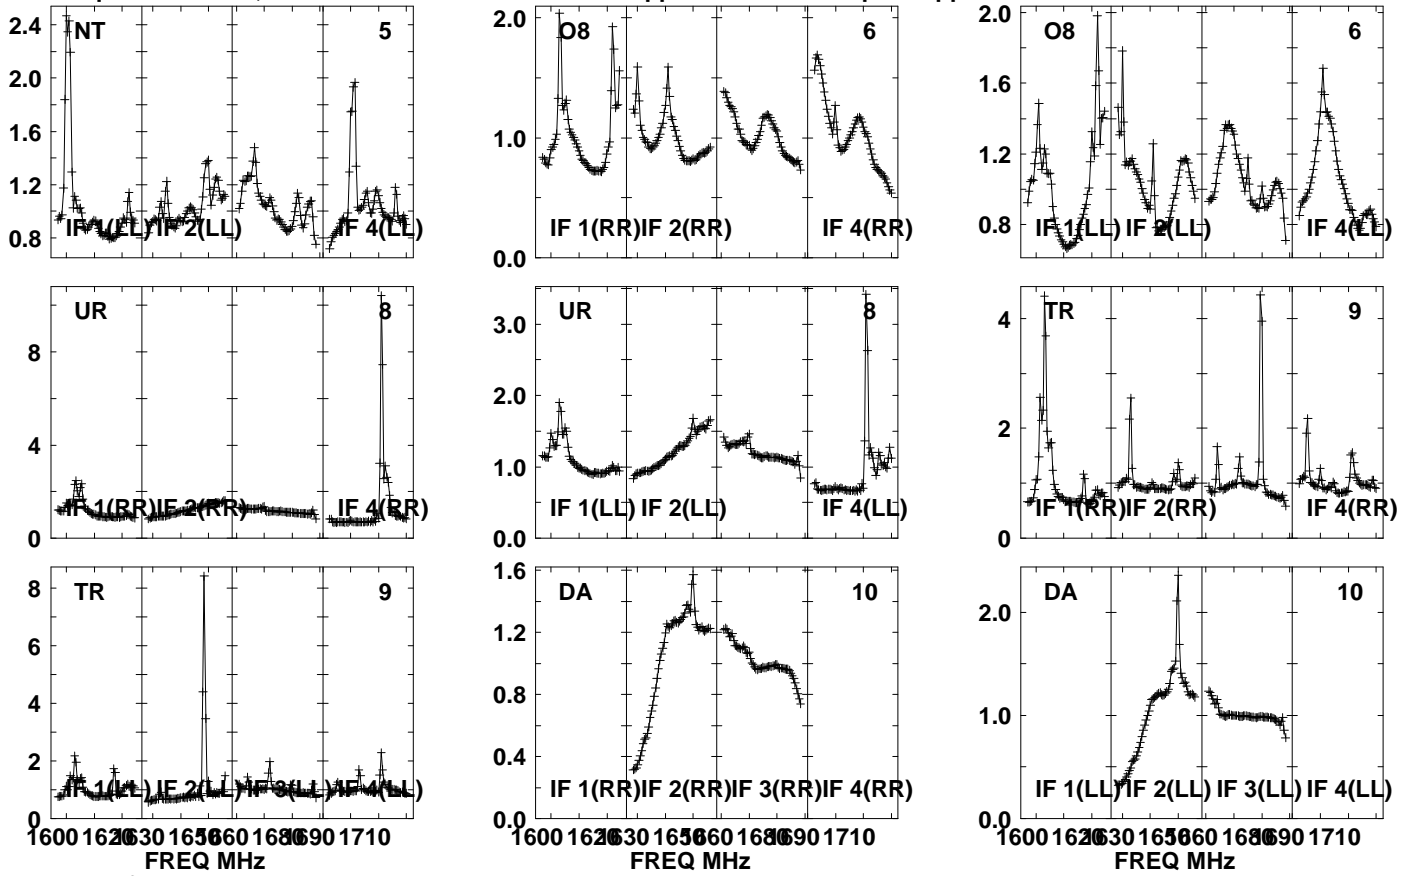 NT 5
2.4
2.0
1.6
1.2
0.8
IF 1(LL) IF 2(LL) IF 4(LL)
O8 6
2.0
1.0
0.0
IF 1(RR) IF 2(RR) IF 4(RR)
O8 6
2.0
1.6
1.2
0.8
IF 1(LL) IF 2(LL) IF 4(LL)
UR 8
8
4
0
IF 1(RR) IF 2(RR) IF 4(RR)
UR 8
3.0
2.0
1.0
0.0
IF 1(LL) IF 2(LL) IF 4(LL)
TR 9
4
2
0
IF 1(RR) IF 2(RR) IF 4(RR)
TR 9
8
6
4
2
0
IF 1(LL) IF 2(LL) IF 3(LL) IF 4(LL)
1600 1620 1630 1650 1660 1680 1690 1710
FREQ MHz
DA 10
1.6
1.2
0.8
0.4
0.0
IF 1(RR) IF 2(RR) IF 3(RR) IF 4(RR)
1600 1620 1630 1650 1660 1680 1690 1710
FREQ MHz
DA 10
2.0
1.0
0.0
IF 1(LL) IF 2(LL) IF 3(LL) IF 4(LL)
1600 1620 1630 1650 1660 1680 1690 1710
FREQ MHz